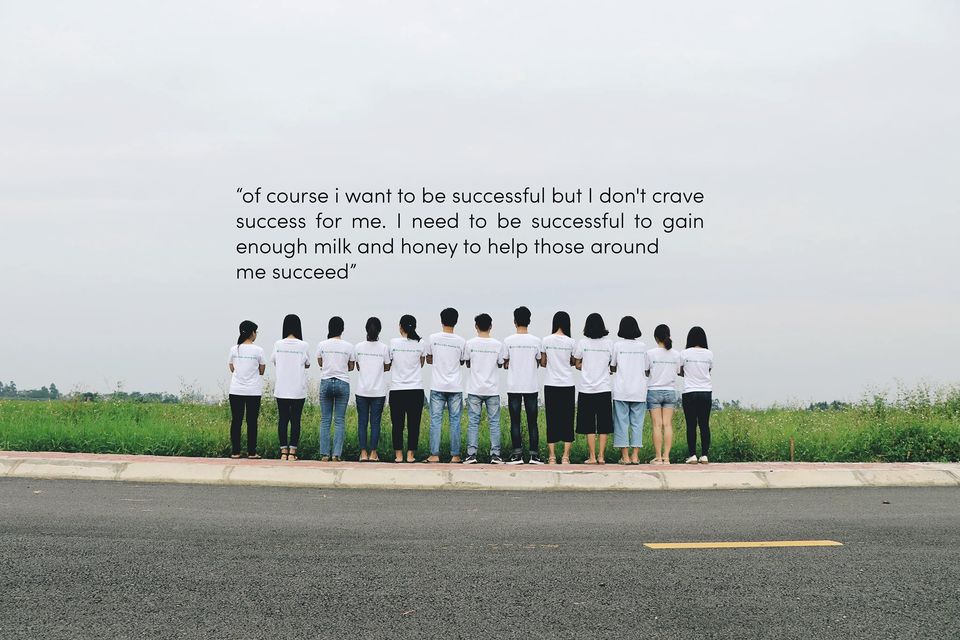 “of course i want to be successful but I don't crave
success for me. I need to be successful to gain
enough milk and honey to help those around
me succeed”